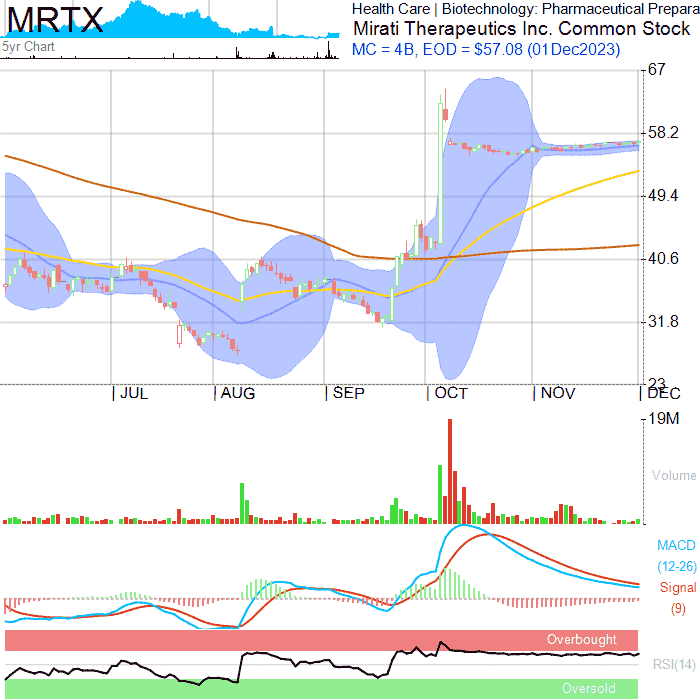 MRTX
5yr Chart
Health Care | Biotechnology: Pharmaceutical Prepara
Mirati Therapeutics Inc. Common Stock
MC = 4B, EOD = $57.08 (01Dec2023)
67
58.2
49.4
40.6
31.8
23
| JUL | AUG | SEP | OCT | NOV | DEC
19M
Volume
MACD
(12-26)
Signal
(9)
Overbought
RSI(14)
Oversold